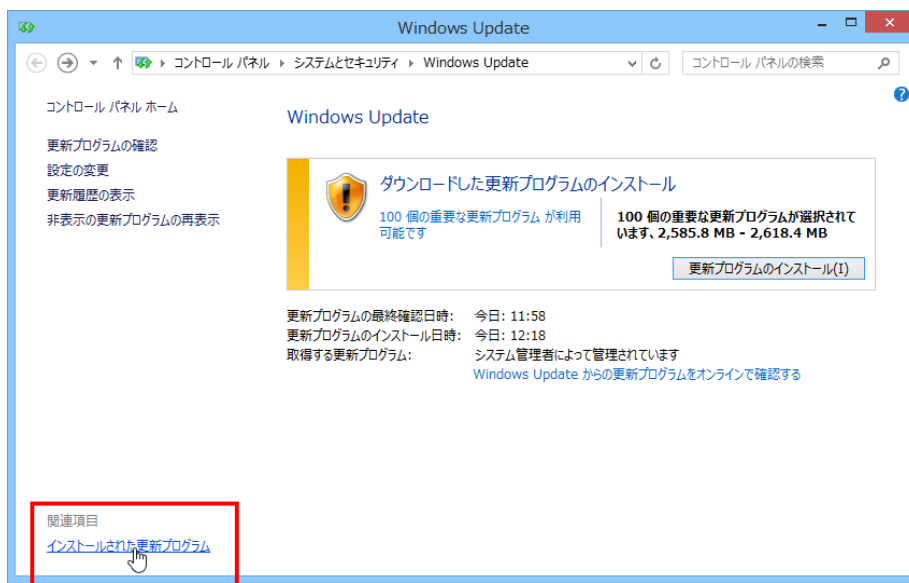 Windows Update
コントロール パネル ▸ システムとセキュリティ ▸ Windows Update
コントロール パネルの検索
コントロール パネル ホーム
更新プログラムの確認
設定の変更
更新履歴の表示
非表示の更新プログラムの再表示
Windows Update
ダウンロードした更新プログラムのインストール
100 個の重要な更新プログラム が利用
可能です
100 個の重要な更新プログラムが選択されて
います、2,585.8 MB - 2,618.4 MB
更新プログラムのインストール(I)
更新プログラムの最終確認日時: 今日: 11:58
更新プログラムのインストール日時: 今日: 12:18
取得する更新プログラム: システム管理者によって管理されています
Windows Update からの更新プログラムをオンラインで確認する
関連項目
インストールされた更新プログラム